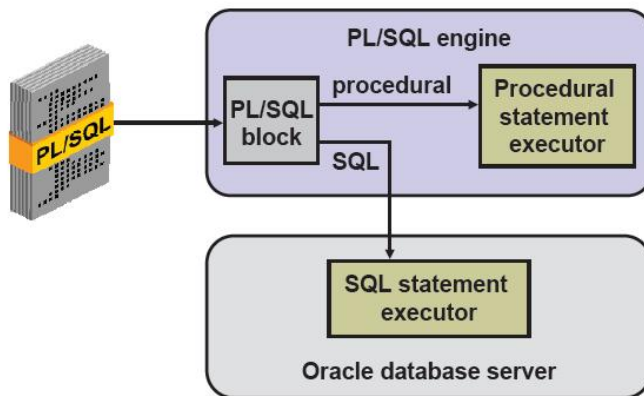 PL/SQL engine
PL/SQL
PL/SQL
block
procedural
SQL
Procedural
statement
executor
SQL statement
executor
Oracle database server